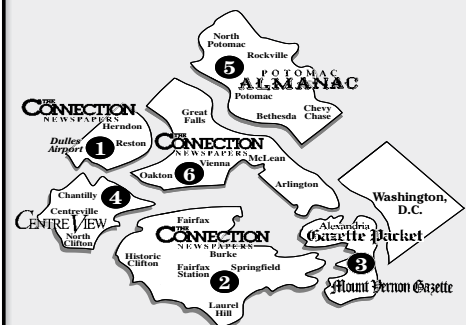 North
Potomac
Rockville
5
POTOMAC
ALMANAC
Potomac
Bethesda
Chevy
Chase
THE
CONNECTION
NEWSPAPERS
Herndon
Dulles
Airport
1
Reston
Great
Falls
THE
CONNECTION
NEWSPAPERS
Vienna
McLean
Oakton
6
Arlington
Chantilly
4
Centreville
CENTRE VIEW
North
Clifton
Washington,
D.C.
Alexandria
Gazette Packet
3
Mount Vernon Gazette
Fairfax
THE
CONNECTION
NEWSPAPERS
Burke
Historic
Clifton
Fairfax
Station
Springfield
2
Laurel
Hill